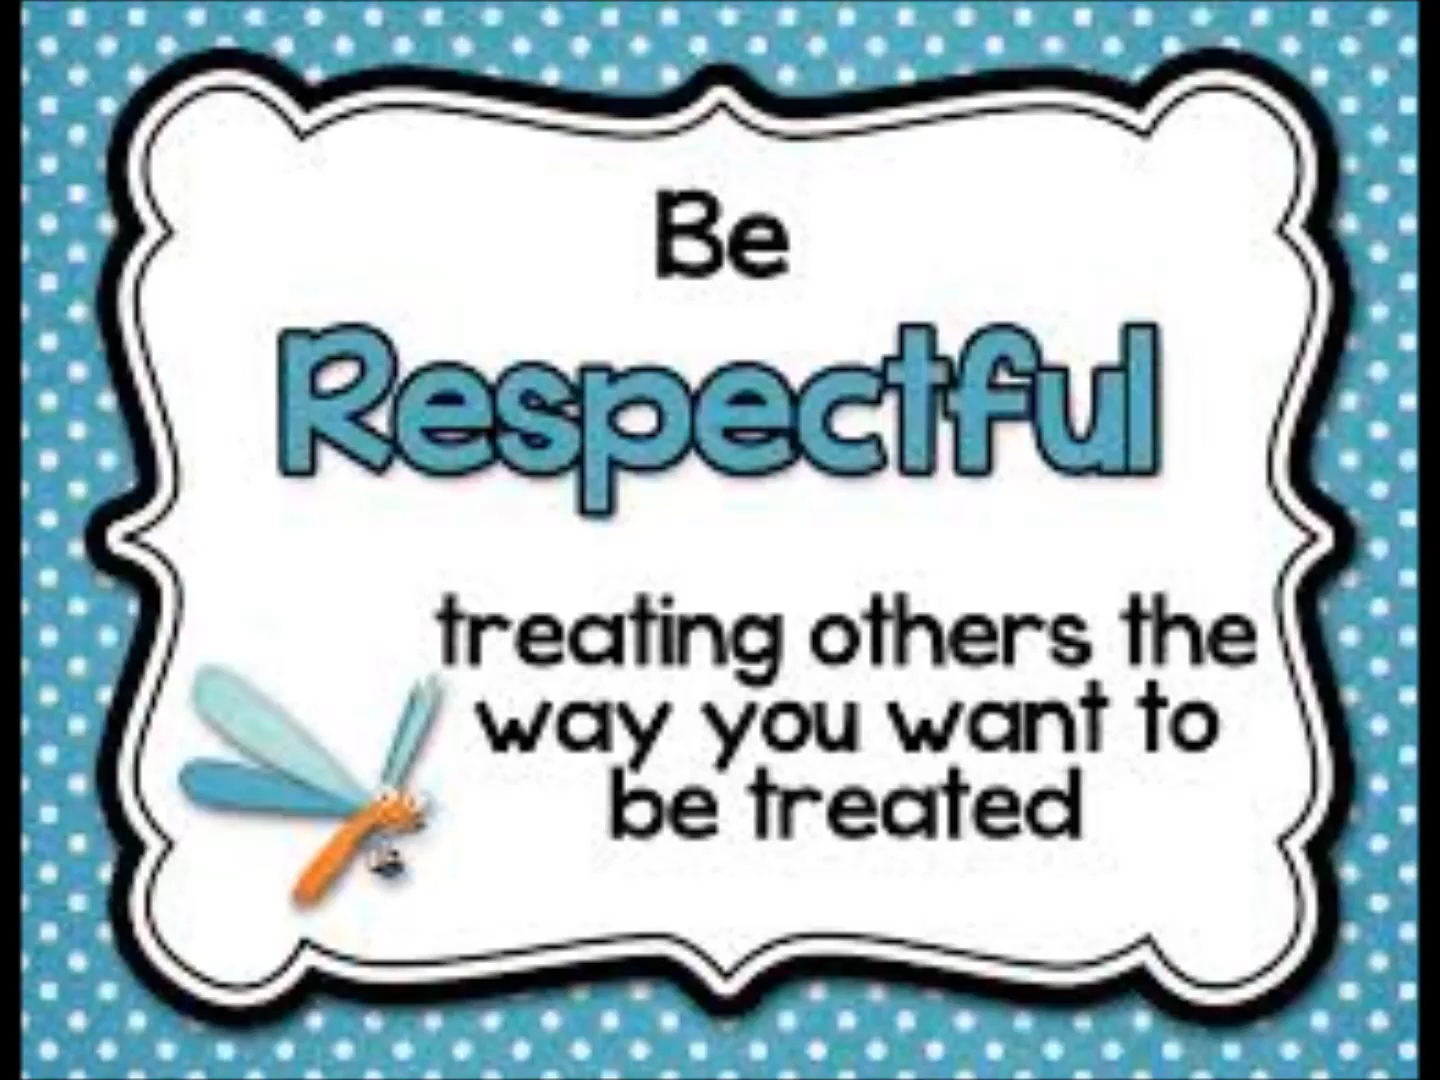 Be
Respectful
treating others the
way you want to
be treated